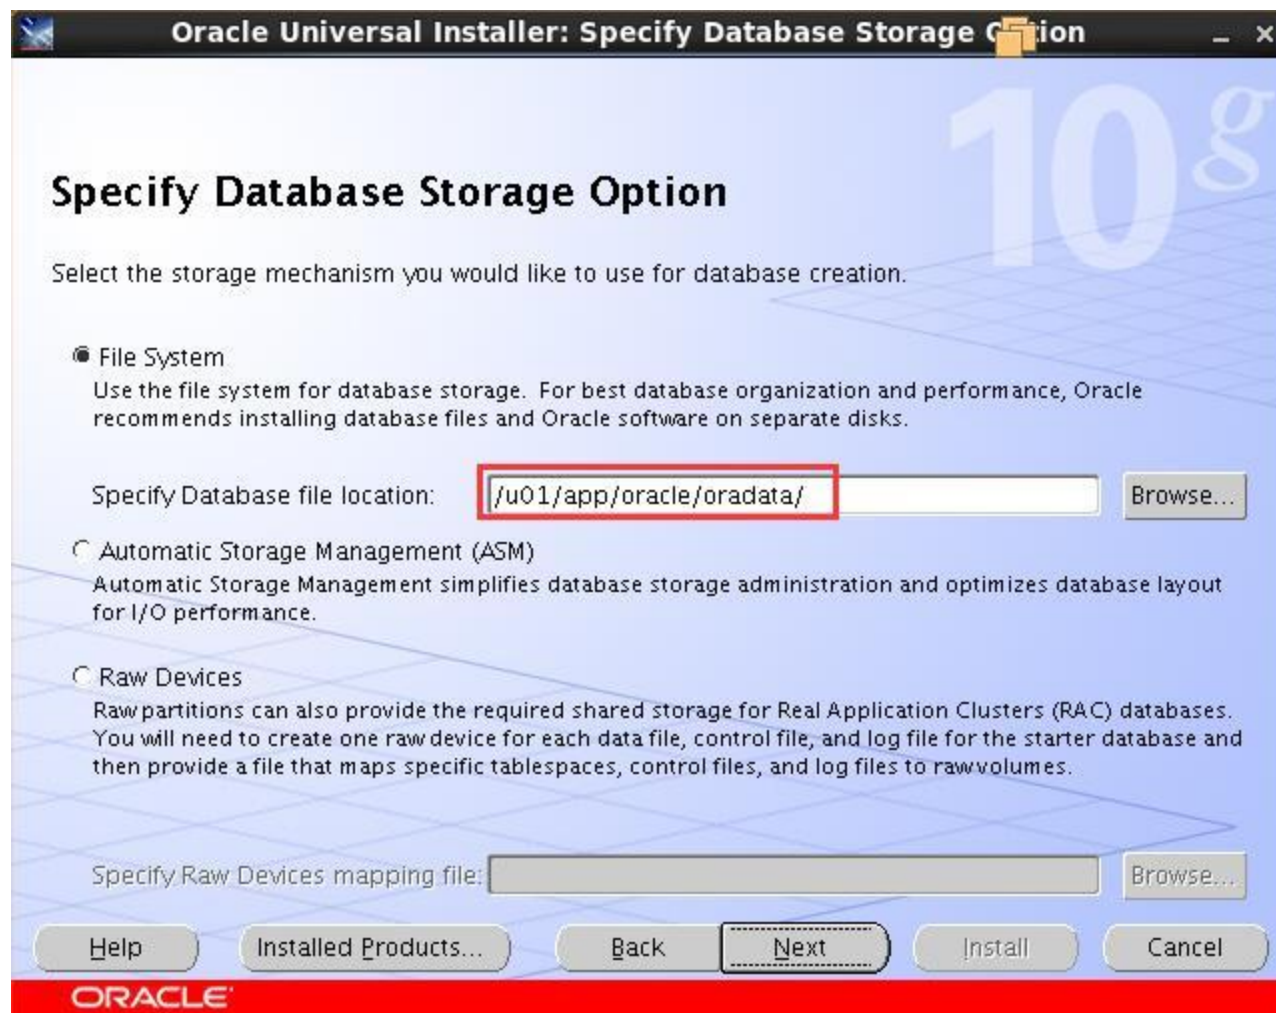 Oracle Universal Installer: Specify Database Storage Option
10g
Specify Database Storage Option
Select the storage mechanism you would like to use for database creation.
File System
Use the file system for database storage. For best database organization and performance, Oracle
recommends installing database files and Oracle software on separate disks.
Specify Database file location: /u01/app/oracle/oradata/ Browse...
Automatic Storage Management (ASM)
Automatic Storage Management simplifies database storage administration and optimizes database layout
for I/O performance.
Raw Devices
Raw partitions can also provide the required shared storage for Real Application Clusters (RAC) databases.
You will need to create one raw device for each data file, control file, and log file for the starter database and
then provide a file that maps specific tablespaces, control files, and log files to raw volumes.
Specify Raw Devices mapping file: Browse...
Help Installed Products... Back Next Install Cancel
ORACLE